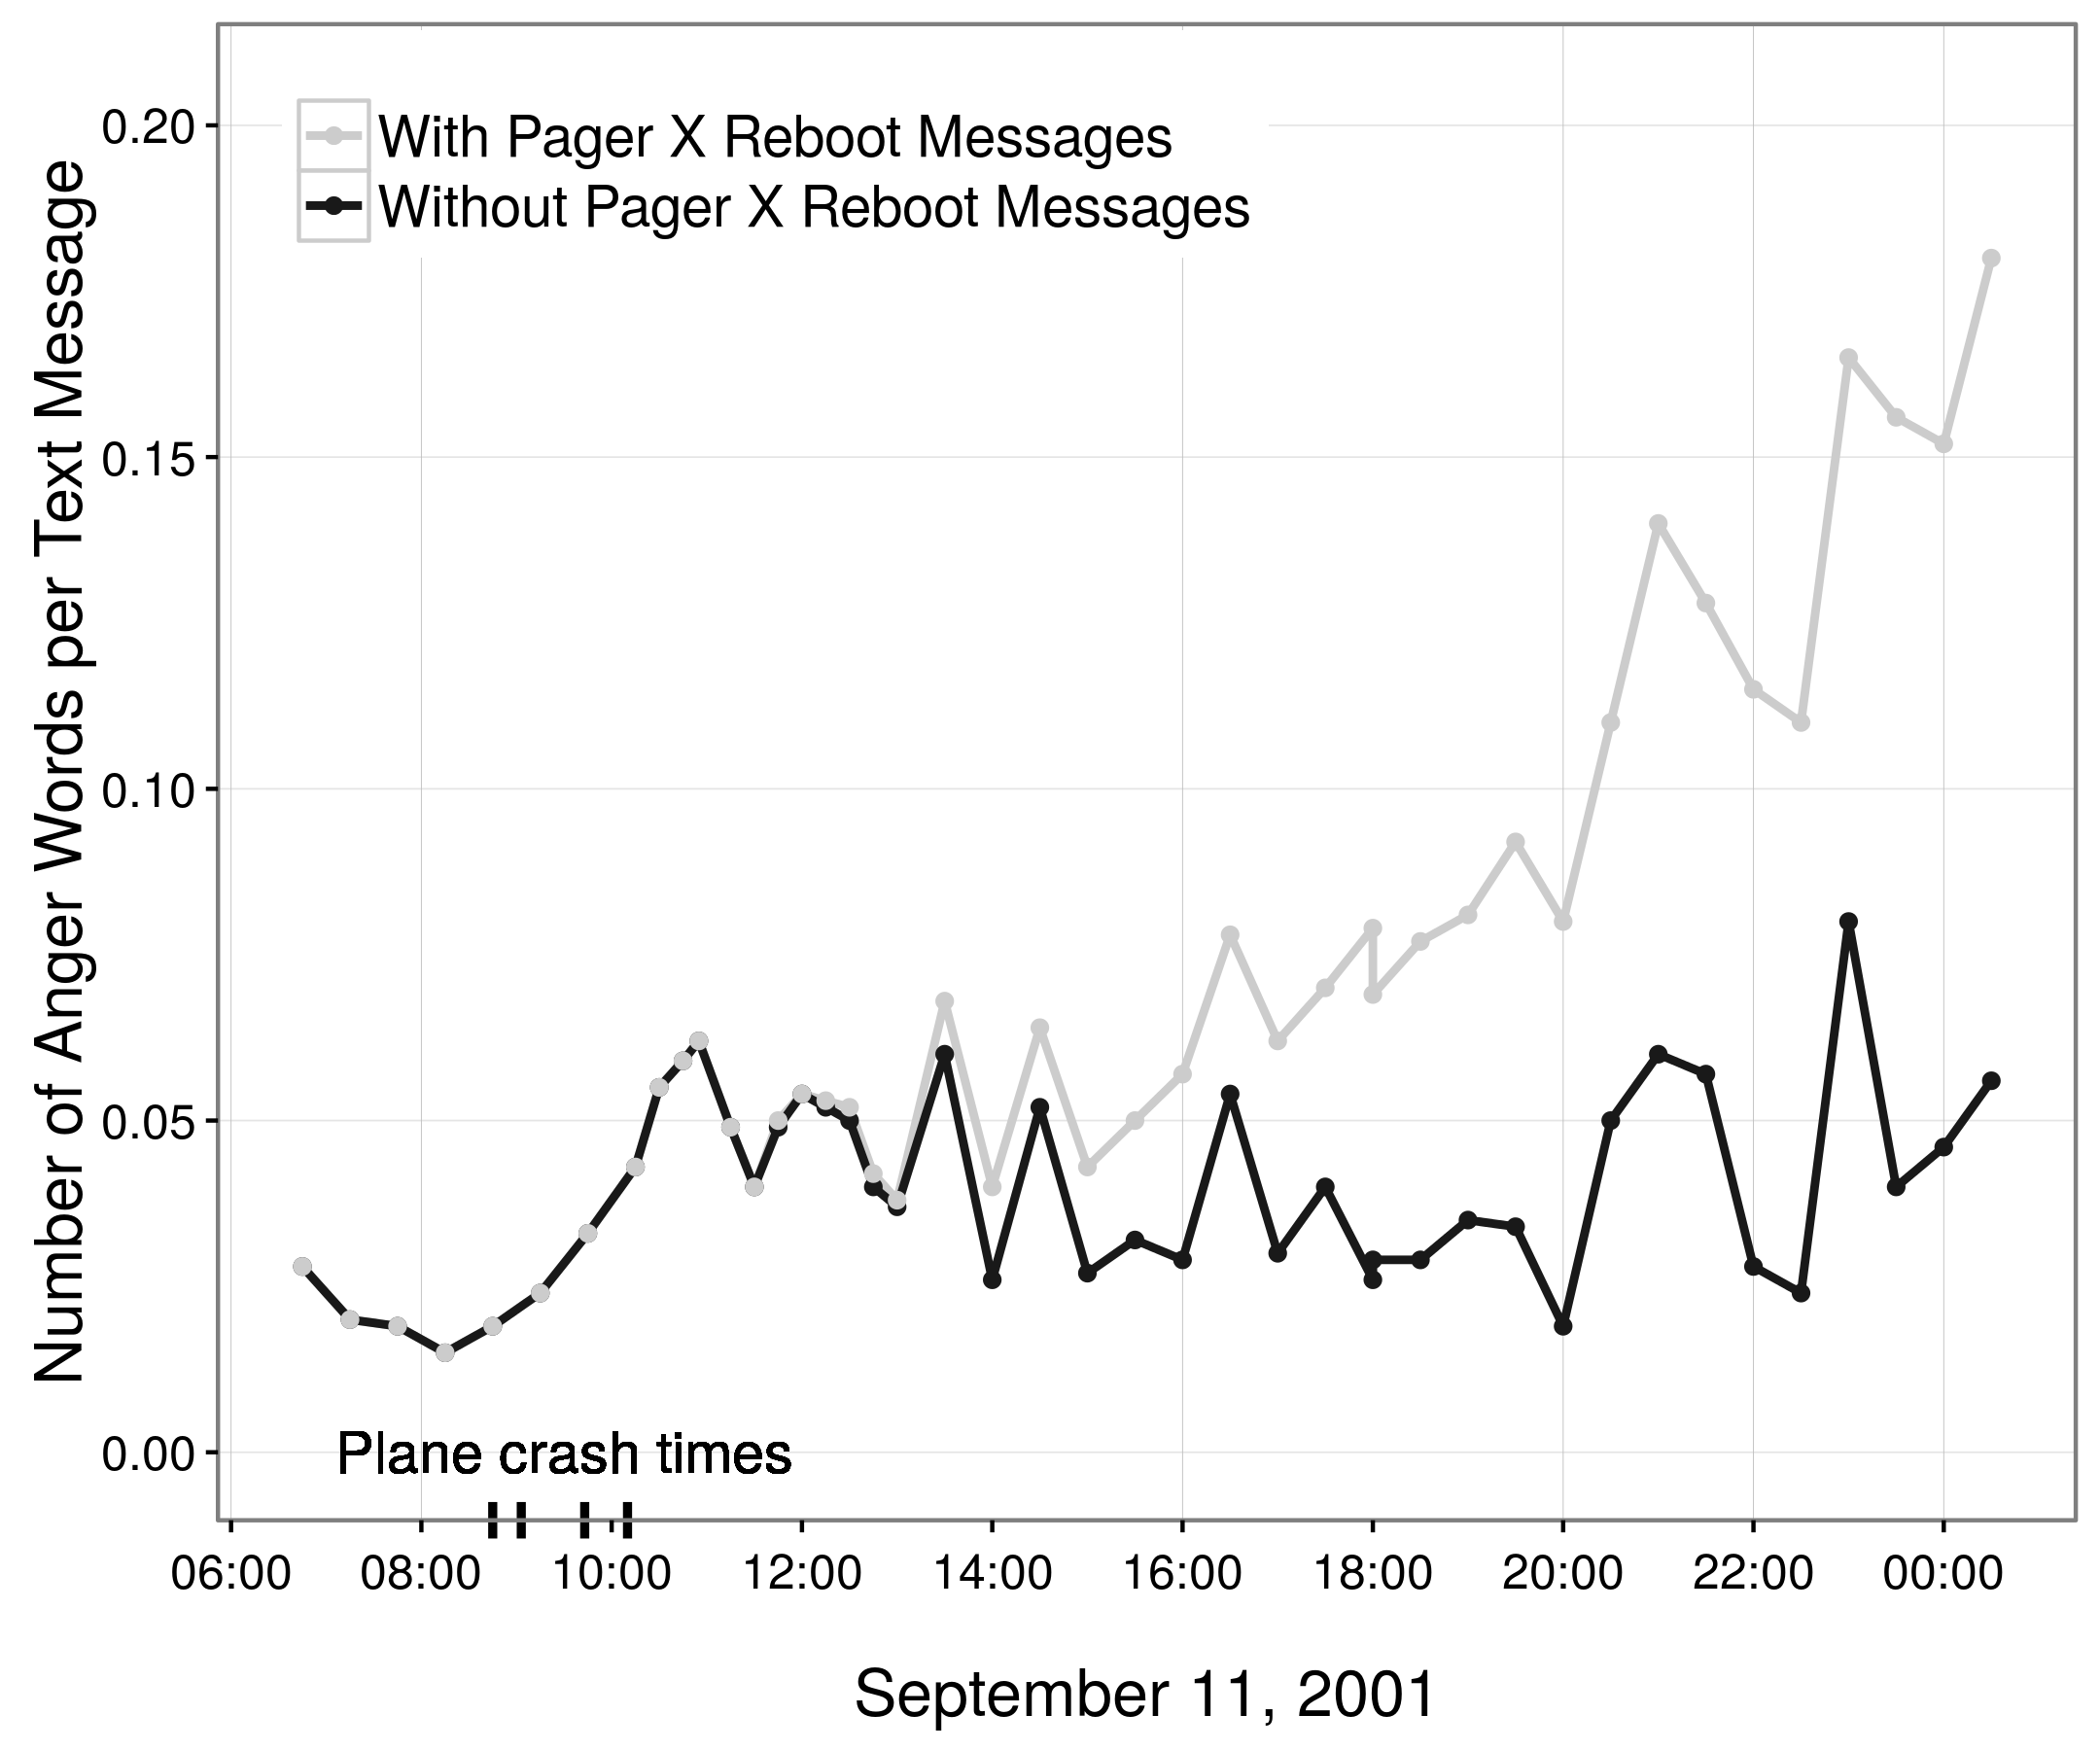 With Pager X Reboot Messages
Without Pager X Reboot Messages
Number of Anger Words per Text Message
0.20
0.15
0.10
0.05
0.00
Plane crash times
06:00 08:00 10:00 12:00 14:00 16:00 18:00 20:00 22:00 00:00
September 11, 2001